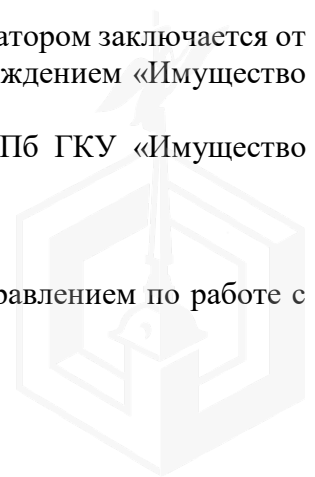 атором заключается от
ждением «Имущество
Пб ГКУ «Имущество
равлением по работе с